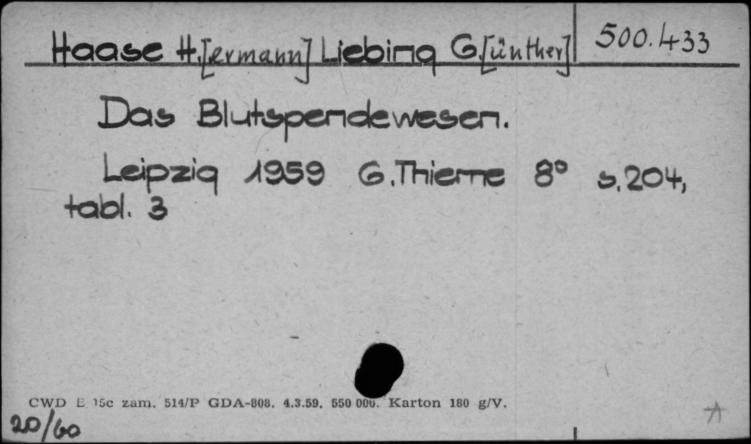 Haase H.[ermann] Liebing G.[ünther] 500.433
Das Blutspendewesen.
Leipzig 1959 G.Thieme 8° s.204,
tabl. 3
CWD E 15c zam. 514/P GDA-808. 4.3.59. 550 000. Karton 180 g/V.
20/60
A